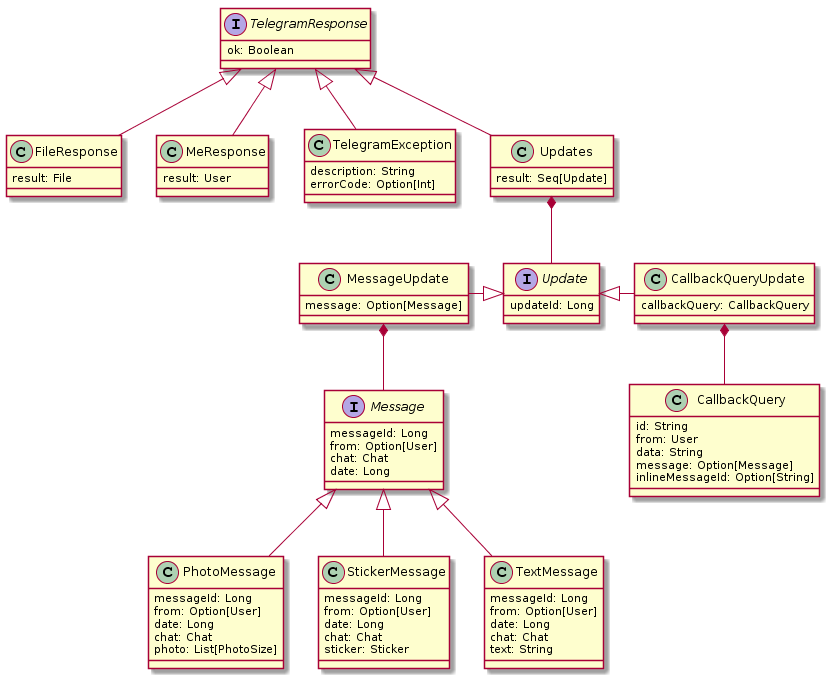 I TelegramResponse
ok: Boolean
C FileResponse
result: File
C MeResponse
result: User
C TelegramException
description: String
errorCode: Option[Int]
C Updates
result: Seq[Update]
C MessageUpdate
message: Option[Message]
I Update
updateId: Long
C CallbackQueryUpdate
callbackQuery: CallbackQuery
I Message
messageId: Long
from: Option[User]
chat: Chat
date: Long
C CallbackQuery
id: String
from: User
data: String
message: Option[Message]
inlineMessageId: Option[String]
C PhotoMessage
messageId: Long
from: Option[User]
date: Long
chat: Chat
photo: List[PhotoSize]
C StickerMessage
messageId: Long
from: Option[User]
date: Long
chat: Chat
sticker: Sticker
C TextMessage
messageId: Long
from: Option[User]
date: Long
chat: Chat
text: String